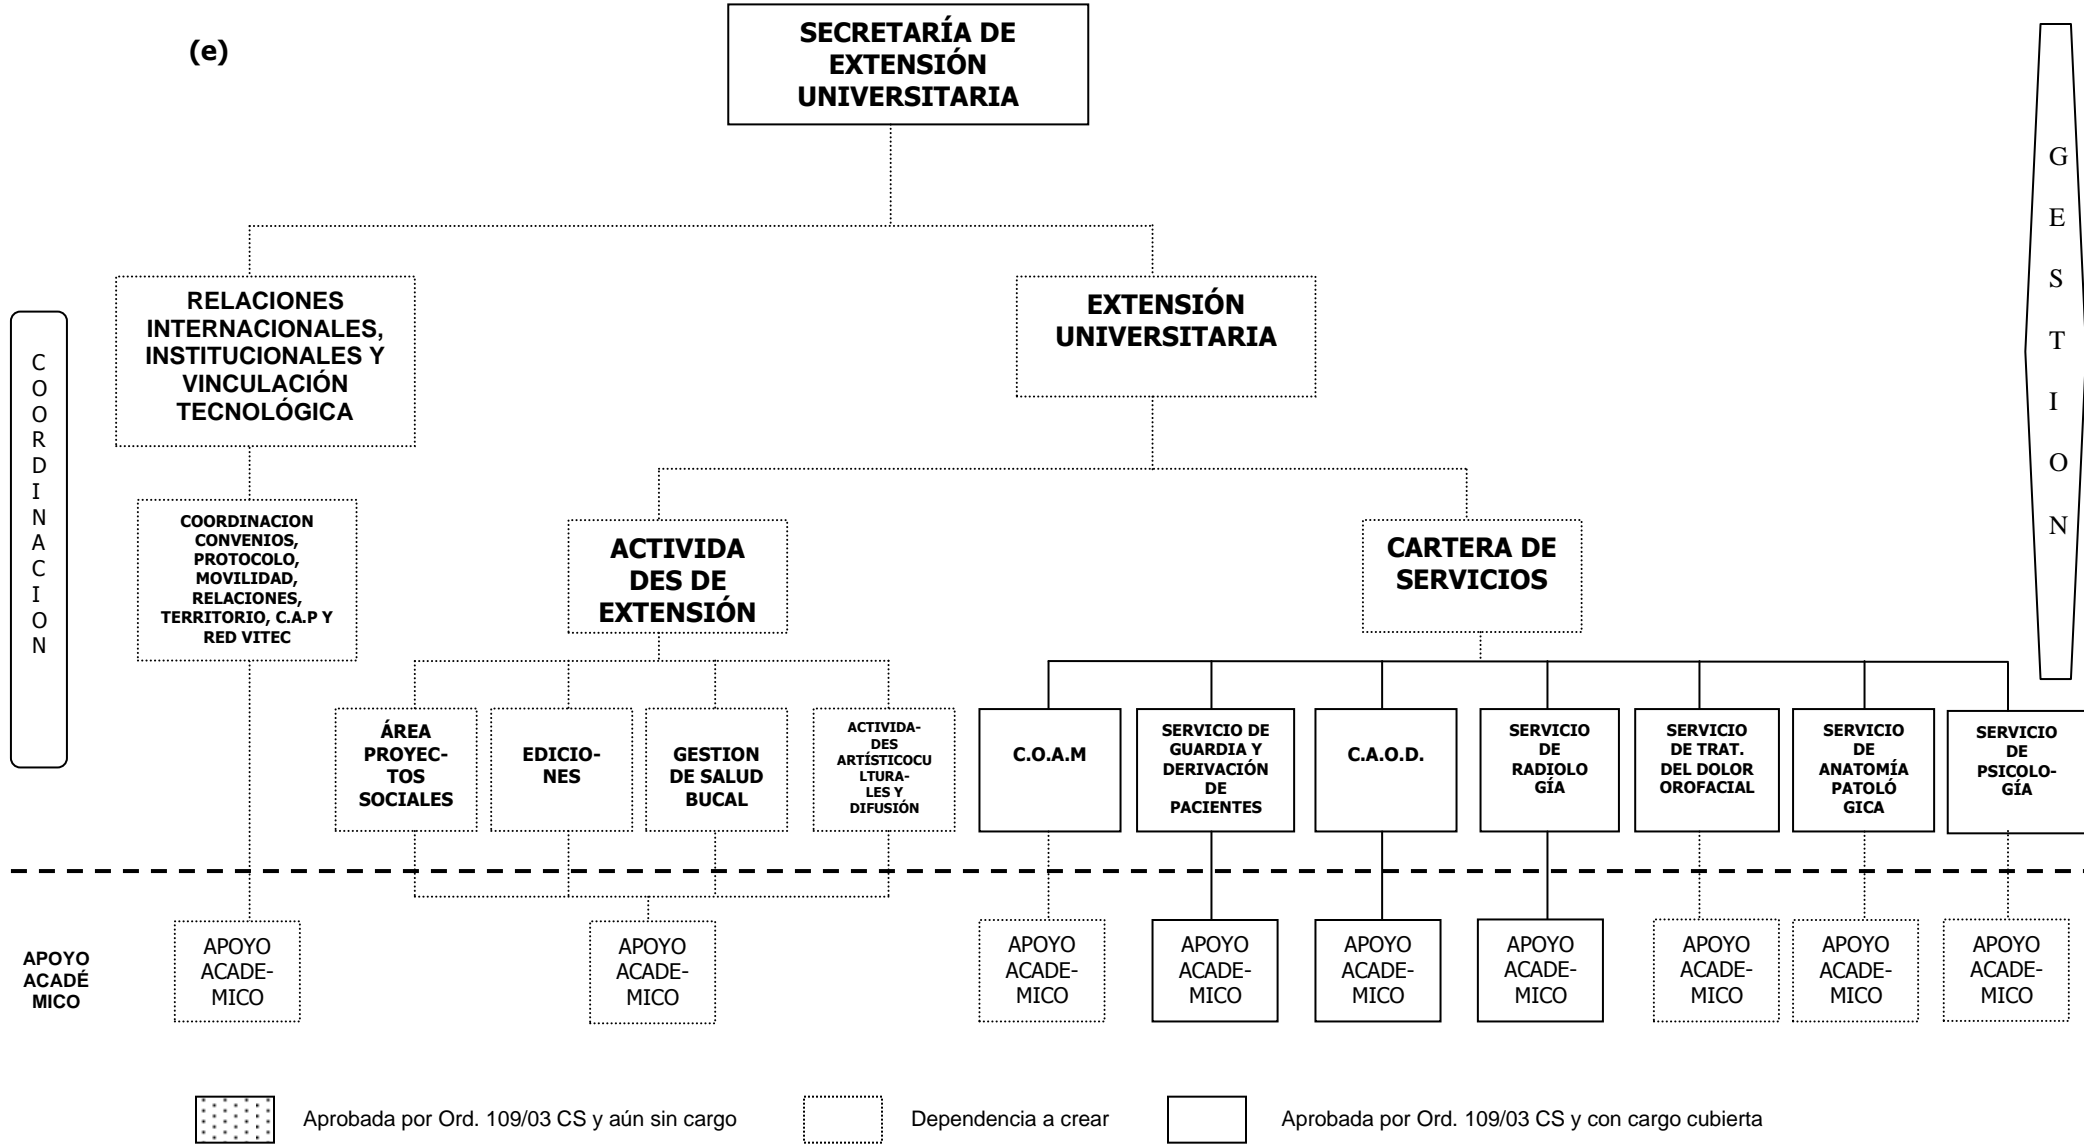 (e)
SECRETARÍA DE
EXTENSIÓN
UNIVERSITARIA
G
E
S
T
I
O
N
RELACIONES
INTERNACIONALES,
INSTITUCIONALES Y
VINCULACIÓN
TECNOLÓGICA
EXTENSIÓN
UNIVERSITARIA
C
O
O
R
D
I
N
A
C
I
O
N
COORDINACION
CONVENIOS,
PROTOCOLO,
MOVILIDAD,
RELACIONES,
TERRITORIO, C.A.P Y
RED VITEC
ACTIVIDA
DES DE
EXTENSIÓN
CARTERA DE
SERVICIOS
ÁREA
PROYEC-
TOS
SOCIALES
EDICIO-
NES
GESTION
DE SALUD
BUCAL
ACTIVIDA-
DES
ARTÍSTICOCU
LTURA-
LES Y
DIFUSIÓN
C.O.A.M
SERVICIO DE
GUARDIA Y
DERIVACIÓN
DE
PACIENTES
C.A.O.D.
SERVICIO
DE
RADIOLO
GÍA
SERVICIO
DE TRAT.
DEL DOLOR
OROFACIAL
SERVICIO
DE
ANATOMÍA
PATOLÓ
GICA
SERVICIO
DE
PSICOLO-
GÍA
APOYO
ACADÉ
MICO
APOYO
ACADE-
MICO
APOYO
ACADE-
MICO
APOYO
ACADE-
MICO
APOYO
ACADE-
MICO
APOYO
ACADE-
MICO
APOYO
ACADE-
MICO
APOYO
ACADE-
MICO
APOYO
ACADE-
MICO
APOYO
ACADE-
MICO
Aprobada por Ord. 109/03 CS y aún sin cargo
Dependencia a crear
Aprobada por Ord. 109/03 CS y con cargo cubierta